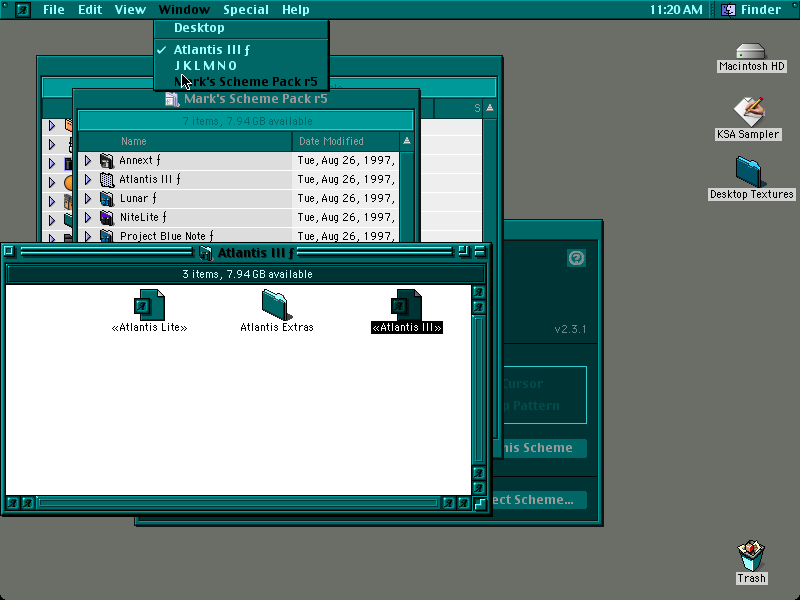 File Edit View Window Special Help 11:20 AM Finder
Desktop
Atlantis III ƒ
J K L M N O
Mark's Scheme Pack r5
Macintosh HD
KSA Sampler
Desktop Textures
Trash
S
Mark's Scheme Pack r5
7 items, 7.94 GB available
Name Date Modified
Annext ƒ Tue, Aug 26, 1997,
Atlantis III ƒ Tue, Aug 26, 1997,
Lunar ƒ Tue, Aug 26, 1997,
NiteLite ƒ Tue, Aug 26, 1997,
Project Blue Note ƒ Tue, Aug 26, 1997,
Atlantis III ƒ
3 items, 7.94 GB available
«Atlantis Lite» Atlantis Extras «Atlantis III»
v2.3.1
Cursor
p Pattern
his Scheme
ect Scheme...